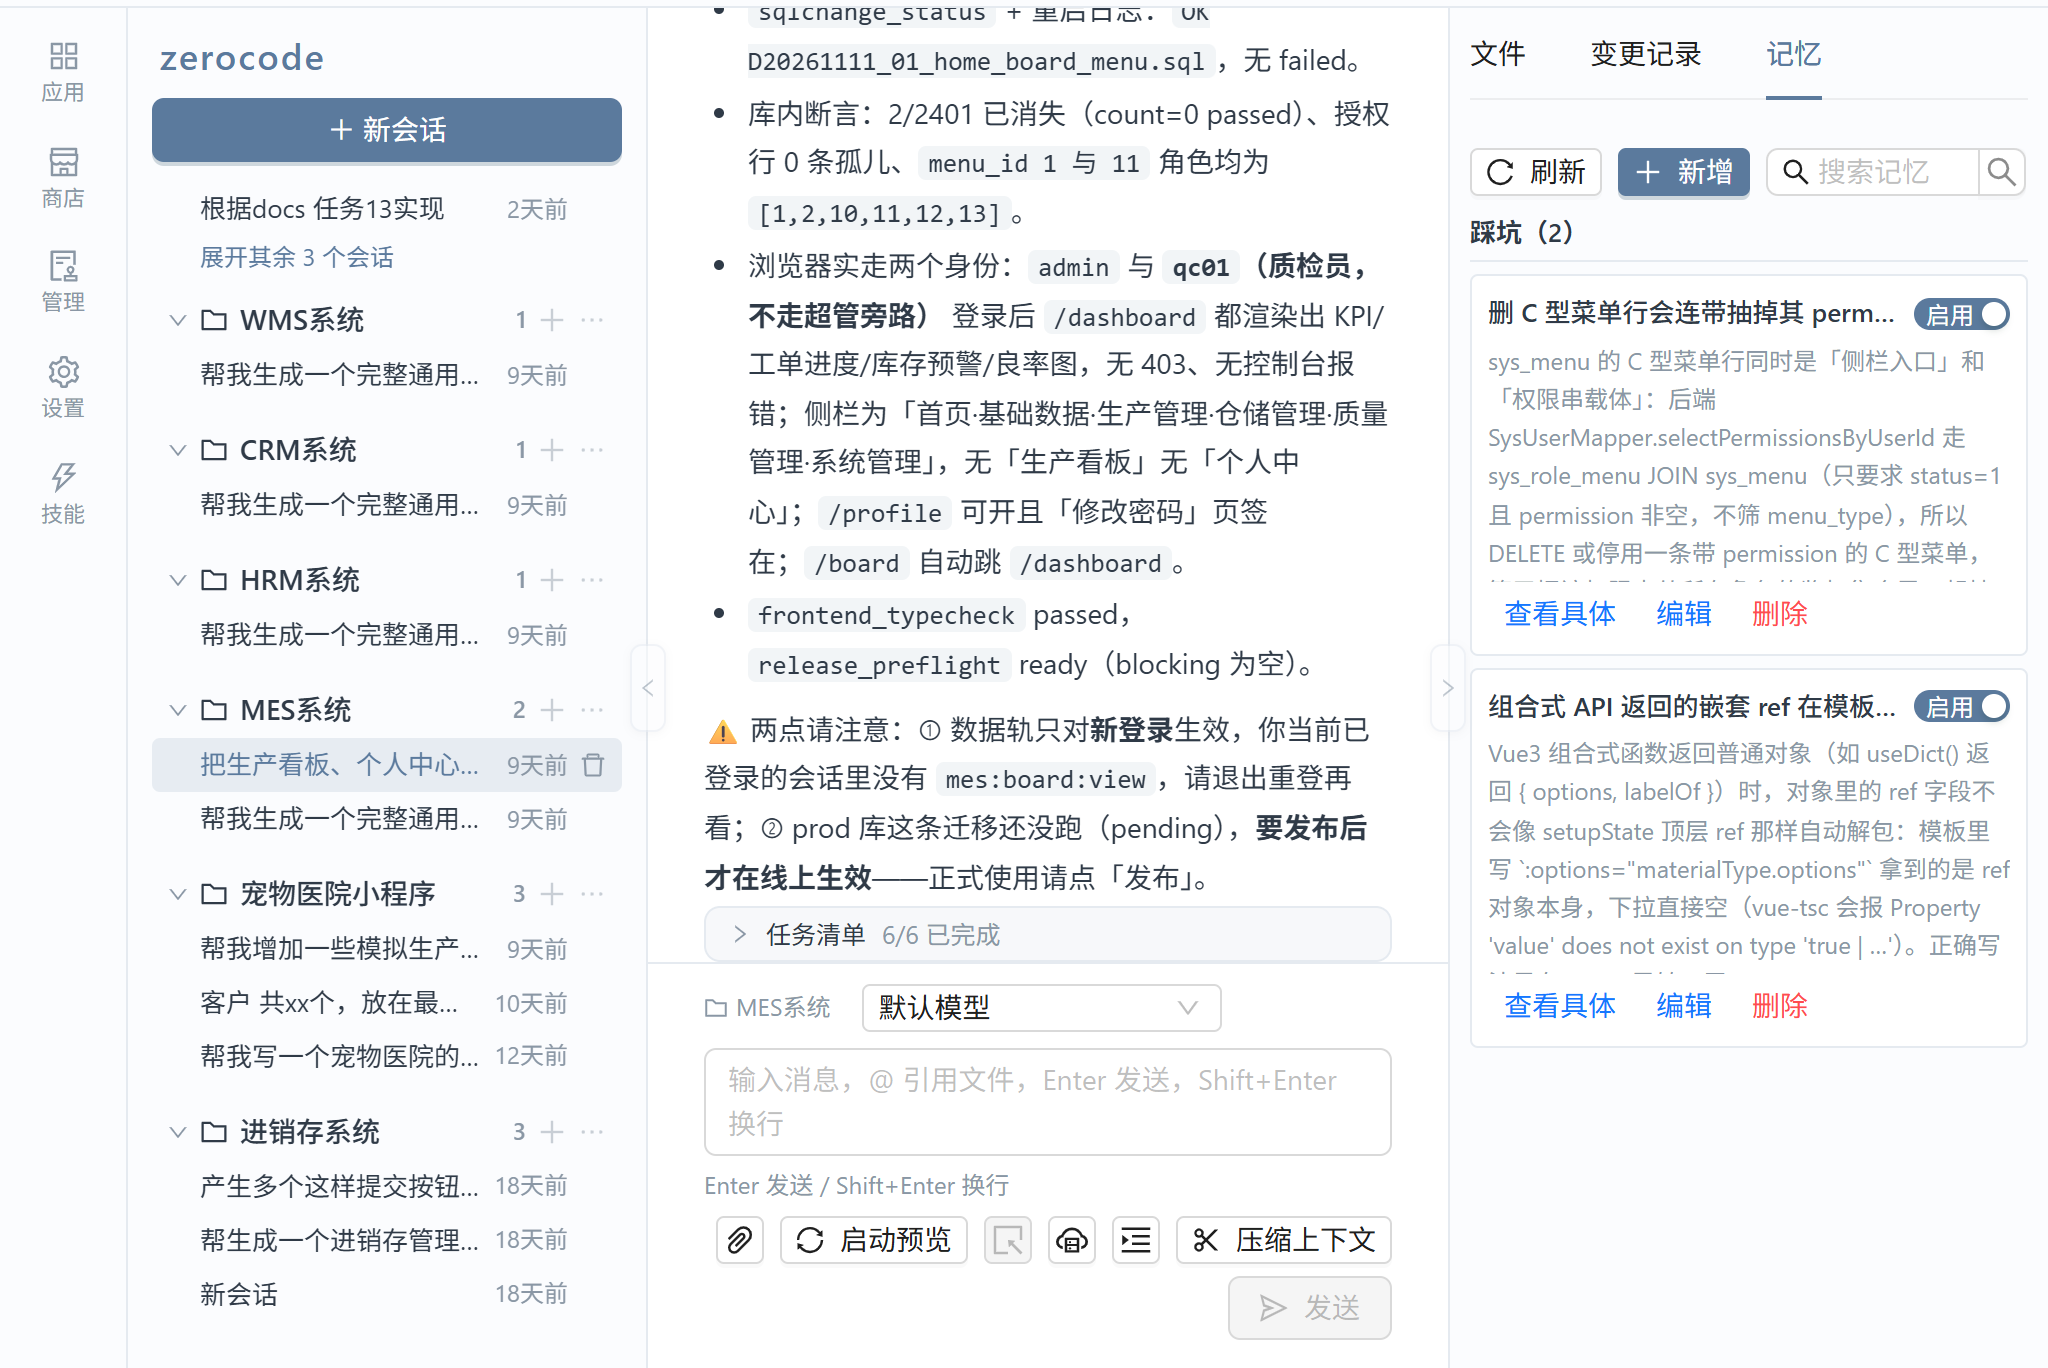 应用
商店
管理
设置
技能
zerocode
新会话
根据docs 任务13实现 2天前
展开其余 3 个会话
WMS系统 1
帮我生成一个完整通用... 9天前
CRM系统 1
帮我生成一个完整通用... 9天前
HRM系统 1
帮我生成一个完整通用... 9天前
MES系统 2
把生产看板、个人中心... 9天前
帮我生成一个完整通用... 9天前
宠物医院小程序 3
帮我增加一些模拟生产... 9天前
客户 共xx个，放在最... 10天前
帮我写一个宠物医院的... 12天前
进销存系统 3
产生多个这样提交按钮... 18天前
帮生成一个进销存管理... 18天前
新会话 18天前
sqlchange_status + 重启日志：OK
D20261111_01_home_board_menu.sql，无 failed。
库内断言：2/2401 已消失（count=0 passed）、授权
行 0 条孤儿、menu_id 1 与 11 角色均为
[1,2,10,11,12,13]。
浏览器实走两个身份：admin 与 qc01（质检员，
不走超管旁路） 登录后 /dashboard 都渲染出 KPI/
工单进度/库存预警/良率图，无 403、无控制台报
错；侧栏为「首页·基础数据·生产管理·仓储管理·质量
管理·系统管理」，无「生产看板」无「个人中
心」；/profile 可开且「修改密码」页签
在；/board 自动跳 /dashboard。
frontend_typecheck passed，
release_preflight ready（blocking 为空）。
⚠️ 两点请注意：① 数据轨只对新登录生效，你当前已
登录的会话里没有 mes:board:view，请退出重登再
看；② prod 库这条迁移还没跑（pending），要发布后
才在线上生效——正式使用请点「发布」。
任务清单 6/6 已完成
MES系统 默认模型
输入消息，@ 引用文件，Enter 发送，Shift+Enter
换行
Enter 发送 / Shift+Enter 换行
启动预览 压缩上下文
发送
文件 变更记录 记忆
刷新 新增 搜索记忆
踩坑（2）
删 C 型菜单行会连带抽掉其 perm... 启用
sys_menu 的 C 型菜单行同时是「侧栏入口」和
「权限串载体」：后端
SysUserMapper.selectPermissionsByUserId 走
sys_role_menu JOIN sys_menu（只要求 status=1
且 permission 非空，不筛 menu_type），所以
DELETE 或停用一条带 permission 的 C 型菜单，
查看具体 编辑 删除
组合式 API 返回的嵌套 ref 在模板... 启用
Vue3 组合式函数返回普通对象（如 useDict() 返
回 { options, labelOf }）时，对象里的 ref 字段不
会像 setupState 顶层 ref 那样自动解包：模板里
写 `:options="materialType.options"` 拿到的是 ref
对象本身，下拉直接空（vue-tsc 会报 Property
'value' does not exist on type 'true | ...'）。正确写
查看具体 编辑 删除